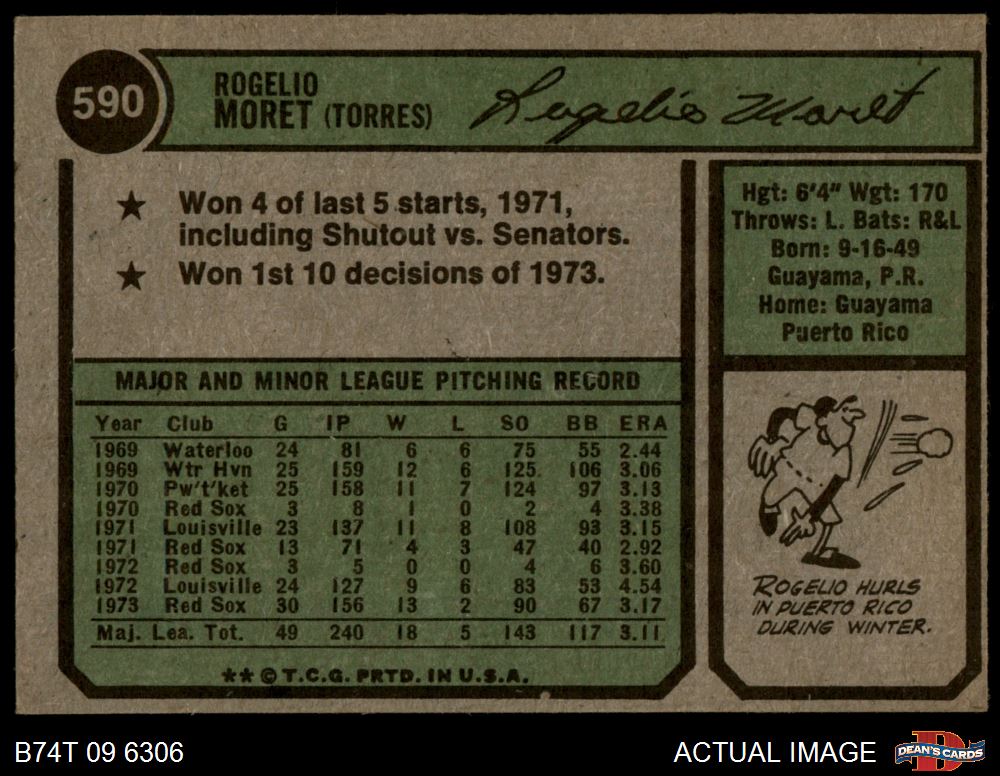 590
ROGELIO
MORET (TORRES)
Rogelio Moret
★ Won 4 of last 5 starts, 1971,
including Shutout vs. Senators.
★ Won 1st 10 decisions of 1973.
Hgt: 6'4" Wgt: 170
Throws: L. Bats: R&L
Born: 9-16-49
Guayama, P.R.
Home: Guayama
Puerto Rico
MAJOR AND MINOR LEAGUE PITCHING RECORD
Year Club G IP W L SO BB ERA
1969 Waterloo 24 81 6 6 75 55 2.44
1969 Wtr Hvn 25 159 12 6 125 106 3.06
1970 Pw't'ket 25 158 11 7 124 97 3.13
1970 Red Sox 3 8 1 0 2 4 3.38
1971 Louisville 23 137 11 8 108 93 3.15
1971 Red Sox 13 71 4 3 47 40 2.92
1972 Red Sox 3 5 0 0 4 6 3.60
1972 Louisville 24 127 9 6 83 53 4.54
1973 Red Sox 30 156 13 2 90 67 3.17
Maj. Lea. Tot. 49 240 18 5 143 117 3.11
** © T.C.G. PRTD. IN U.S.A.
ROGELIO HURLS
IN PUERTO RICO
DURING WINTER.
B74T 09 6306
ACTUAL IMAGE
D
DEAN'S CARDS